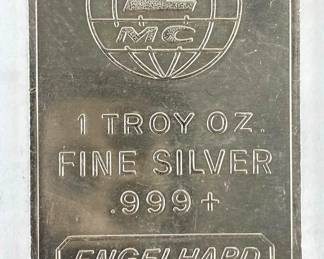 MC
1 TROY OZ.
FINE SILVER
.999+
ENGELHARD